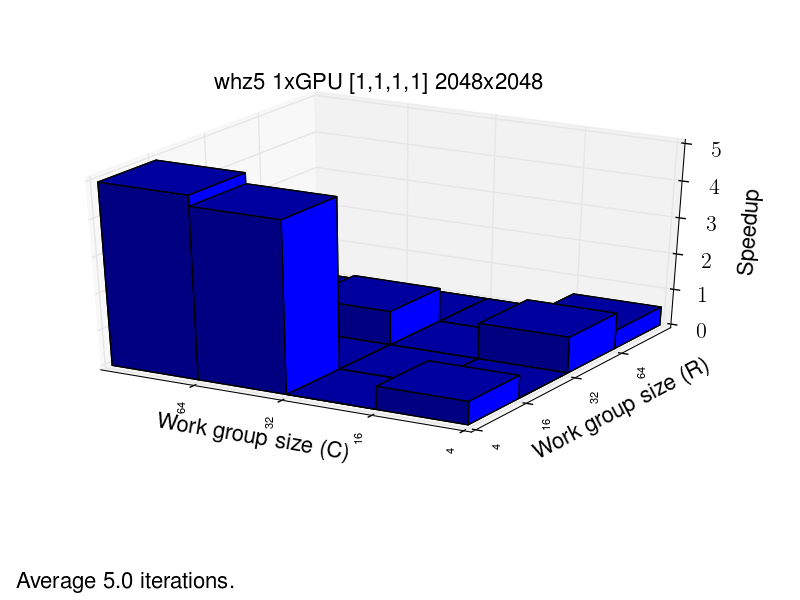 whz5 1xGPU [1,1,1,1] 2048x2048
5
4
3
2
1
0
Speedup
64
32
16
4
Work group size (C)
4
16
32
64
Work group size (R)
Average 5.0 iterations.